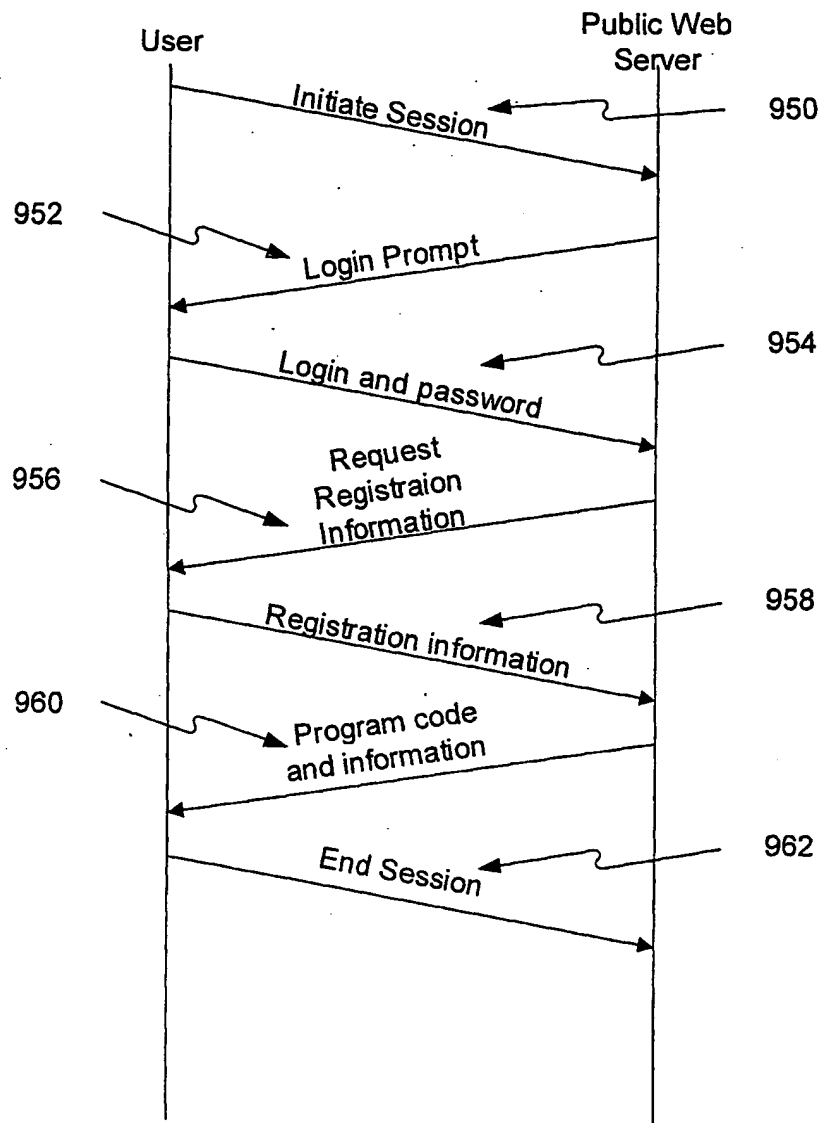 User
Public Web
Server
Initiate Session
950
952
Login Prompt
954
Login and password
956
Request
Registraion
Information
958
Registration information
960
Program code
and information
962
End Session